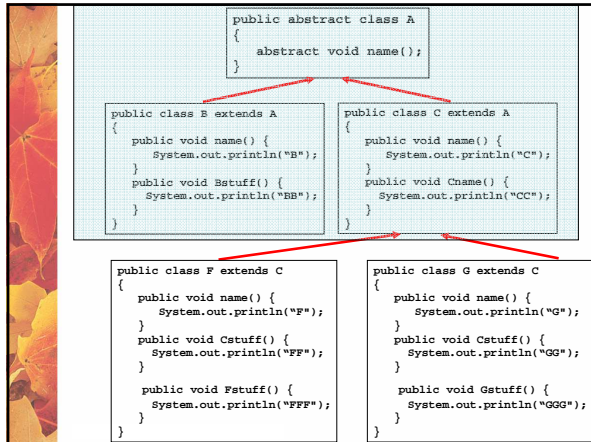 public abstract class A
{
abstract void name();
}
public class B extends A
{
public void name() {
System.out.println(“B");
}
public void Bstuff() {
System.out.println(“BB");
}
}
public class C extends A
{
public void name() {
System.out.println(“C");
}
public void Cname() {
System.out.println(“CC");
}
}
public class F extends C
{
public void name() {
System.out.println(“F");
}
public void Cstuff() {
System.out.println(“FF");
}
public void Fstuff() {
System.out.println(“FFF");
}
}
public class G extends C
{
public void name() {
System.out.println(“G");
}
public void Cstuff() {
System.out.println(“GG");
}
public void Gstuff() {
System.out.println(“GGG");
}
}